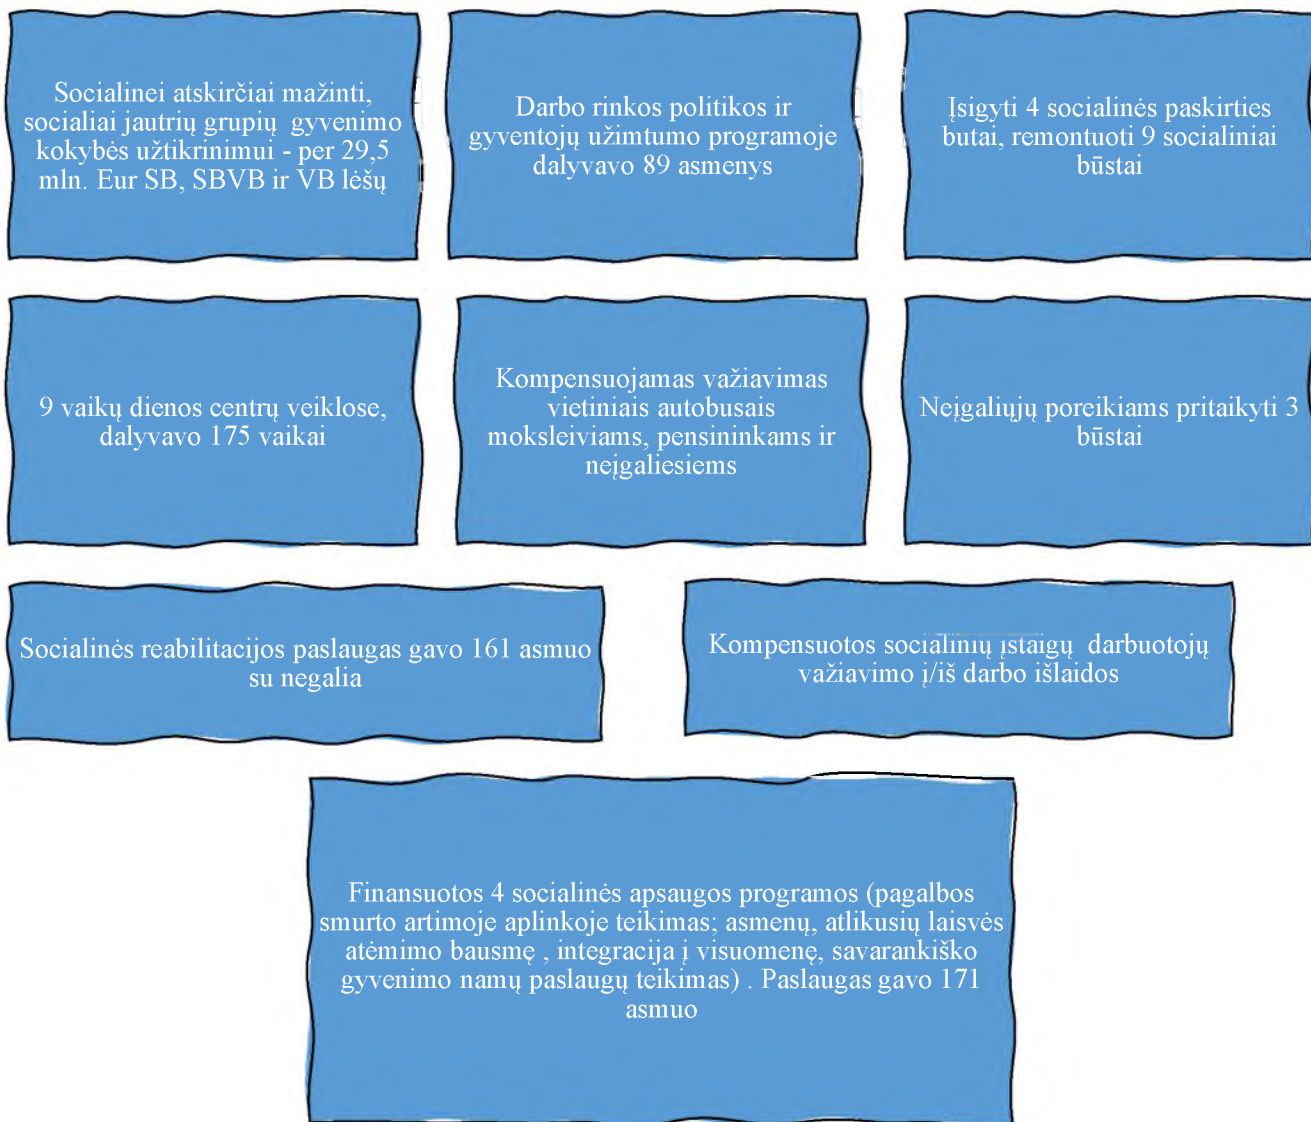 Socialinei atskirčiai mažinti,
socialiai jautrių grupių gyvenimo
kokybės užtikrinimui - per 29,5
mln. Eur SB, SBVB ir VB lėšų
Darbo rinkos politikos ir
gyventojų užimtumo programoje
dalyvavo 89 asmenys
Įsigyti 4 socialinės paskirties
butai, remontuoti 9 socialiniai
būstai
9 vaikų dienos centrų veiklose,
dalyvavo 175 vaikai
Kompensuojamas važiavimas
vietiniais autobusais
moksleiviams, pensininkams ir
neįgaliesiems
Neįgaliųjų poreikiams pritaikyti 3
būstai
Socialinės reabilitacijos paslaugas gavo 161 asmuo
su negalia
Kompensuotos socialinių įstaigų darbuotojų
važiavimo į/iš darbo išlaidos
Finansuotos 4 socialinės apsaugos programos (pagalbos
smurto artimoje aplinkoje teikimas; asmenų, atlikusių laisvės
atėmimo bausmę , integracija į visuomenę, savarankiško
gyvenimo namų paslaugų teikimas) . Paslaugas gavo 171
asmuo